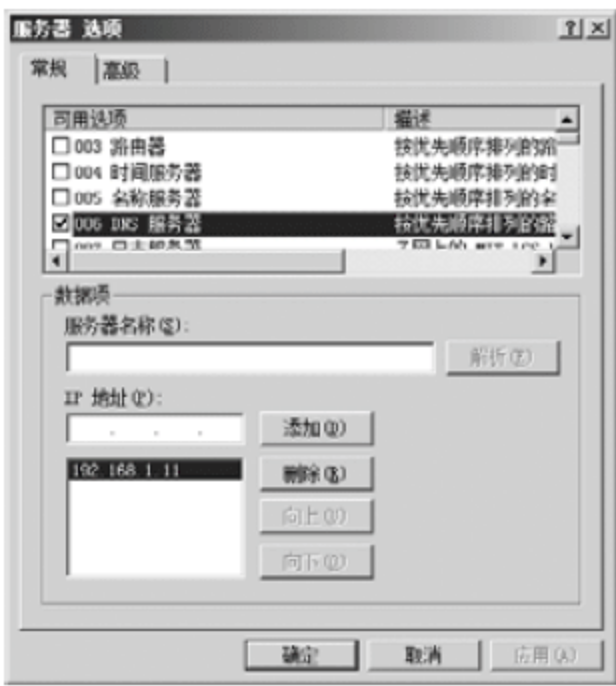 服务器 选项
常规 高级
可用选项 描述
003 路由器 按优先顺序排列的路
004 时间服务器 按优先顺序排列的时
005 名称服务器 按优先顺序排列的名
006 DNS 服务器 按优先顺序排列的路
数据项
服务器名称(S):
解析(E)
IP 地址(P):
添加(D)
192.168.1.11
删除(R)
向上(U)
向下(O)
确定 取消 应用(A)